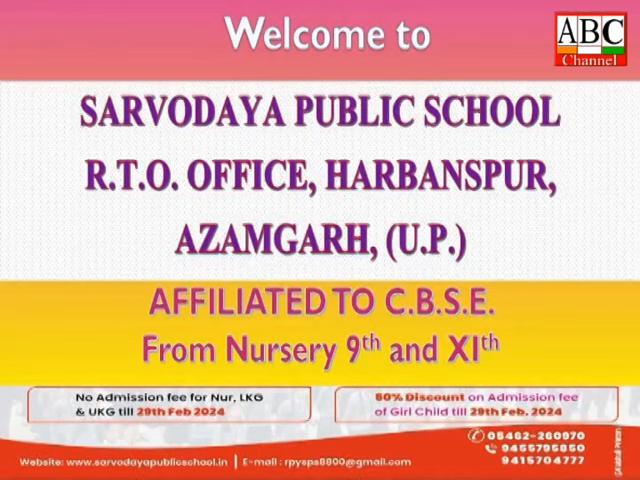 Welcome to
ABC
Channel
SARVODAYA PUBLIC SCHOOL
R.T.O. OFFICE, HARBANSPUR,
AZAMGARH, (U.P.)
AFFILIATED TO C.B.S.E.
From Nursery 9th and XIth
No Admission fee for Nur, LKG
& UKG till 29th Feb 2024
50% Discount on Admission fee
of Girl Child till 29th Feb. 2024
05462-260970
9455795850
9415704777
Website: www.sarvodayapublicschool.in | E-mail : rpysps8800@gmail.com